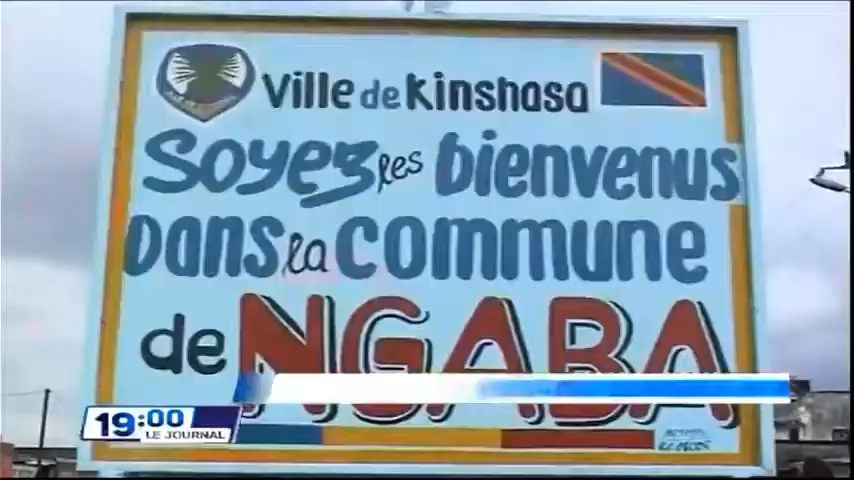 Ville de Kinshasa
Soyez les bienvenus
Dans la Commune
de NGABA
19:00
LE JOURNAL